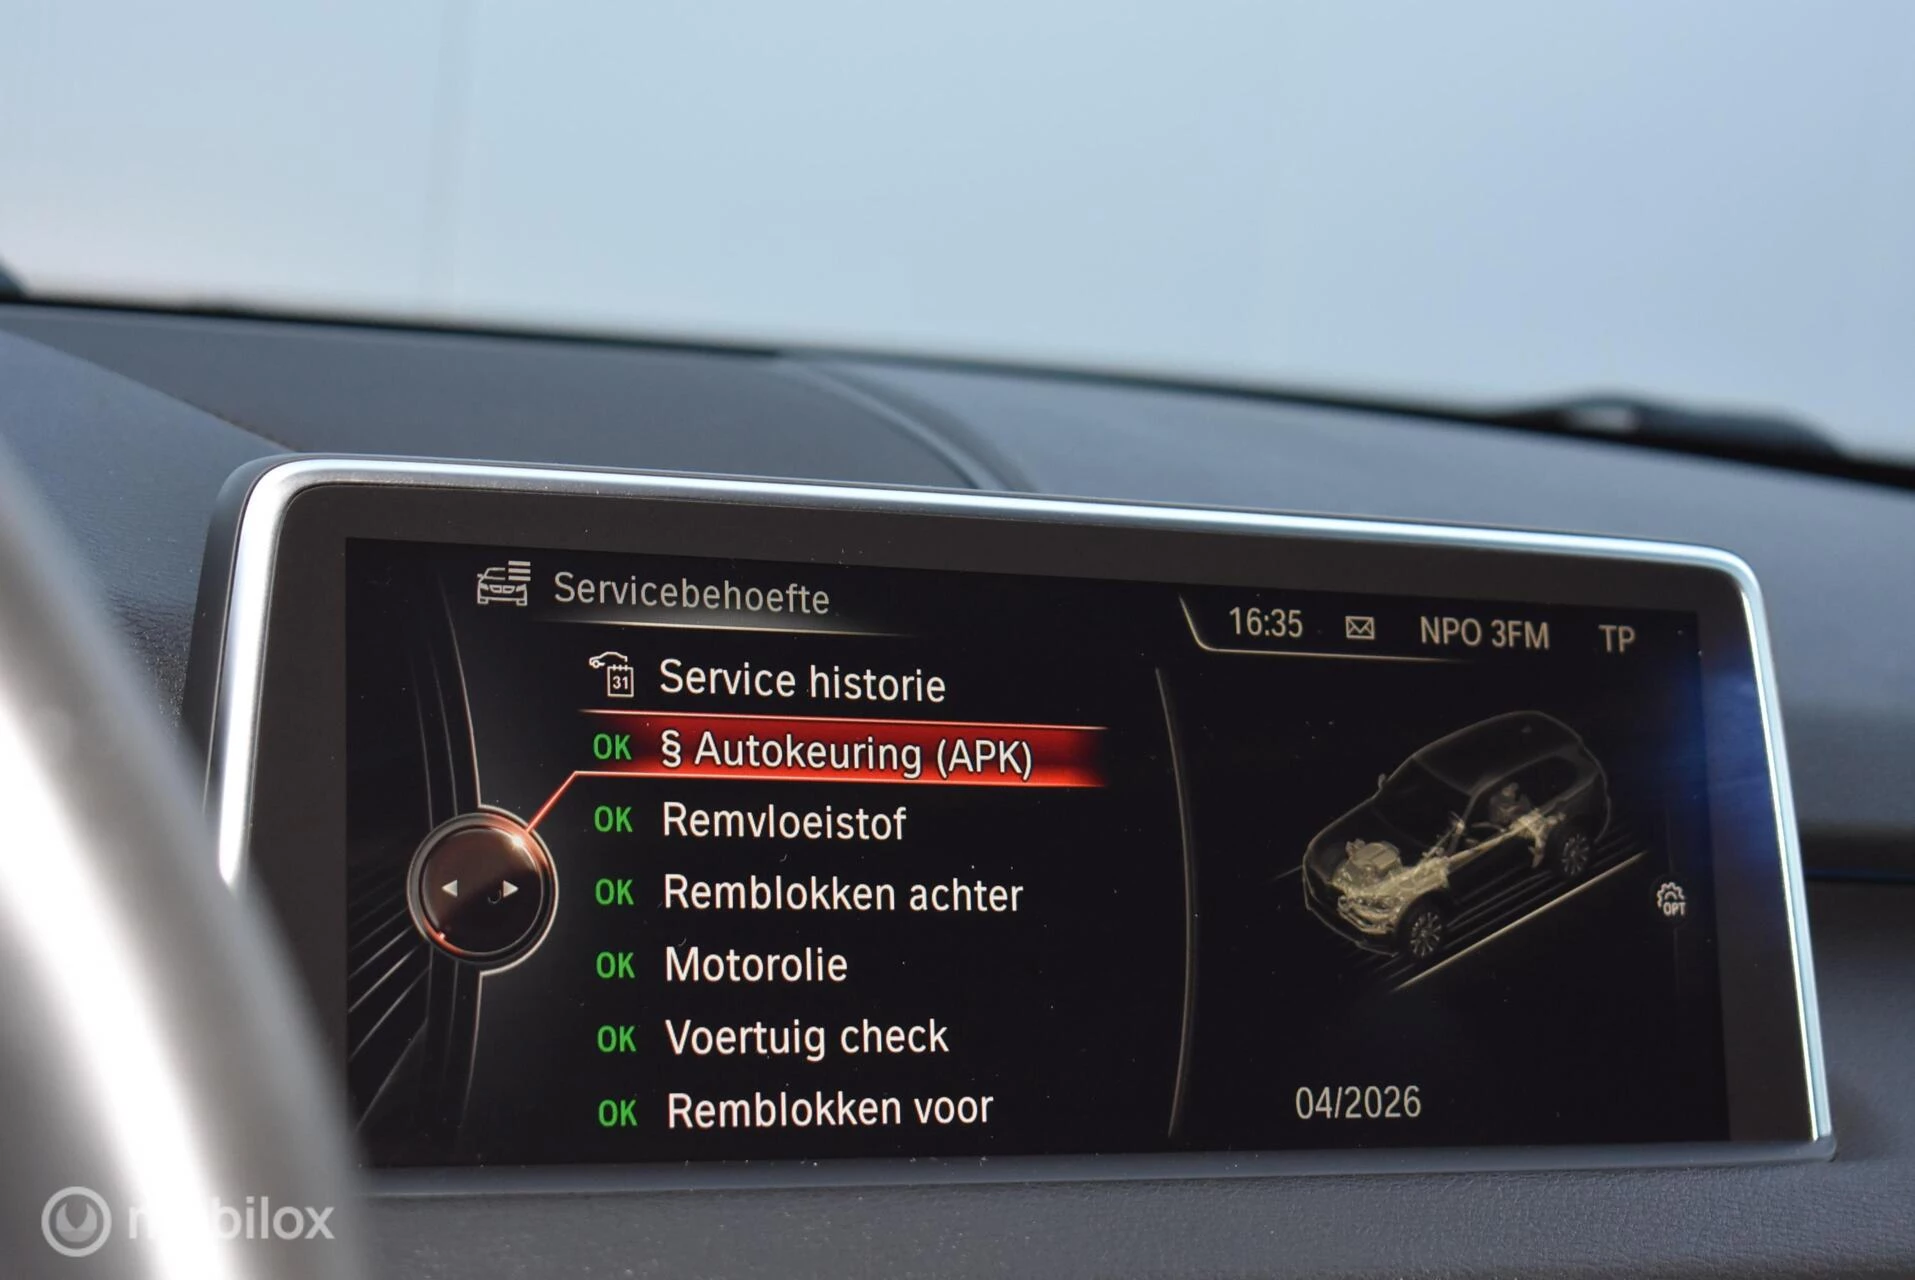 Servicebehoefte
16:35 NPO 3FM TP
31 Service historie
OK § Autokeuring (APK)
OK Remvloeistof
OK Remblokken achter
OPT
OK Motorolie
OK Voertuig check
OK Remblokken voor
04/2026
mobilox